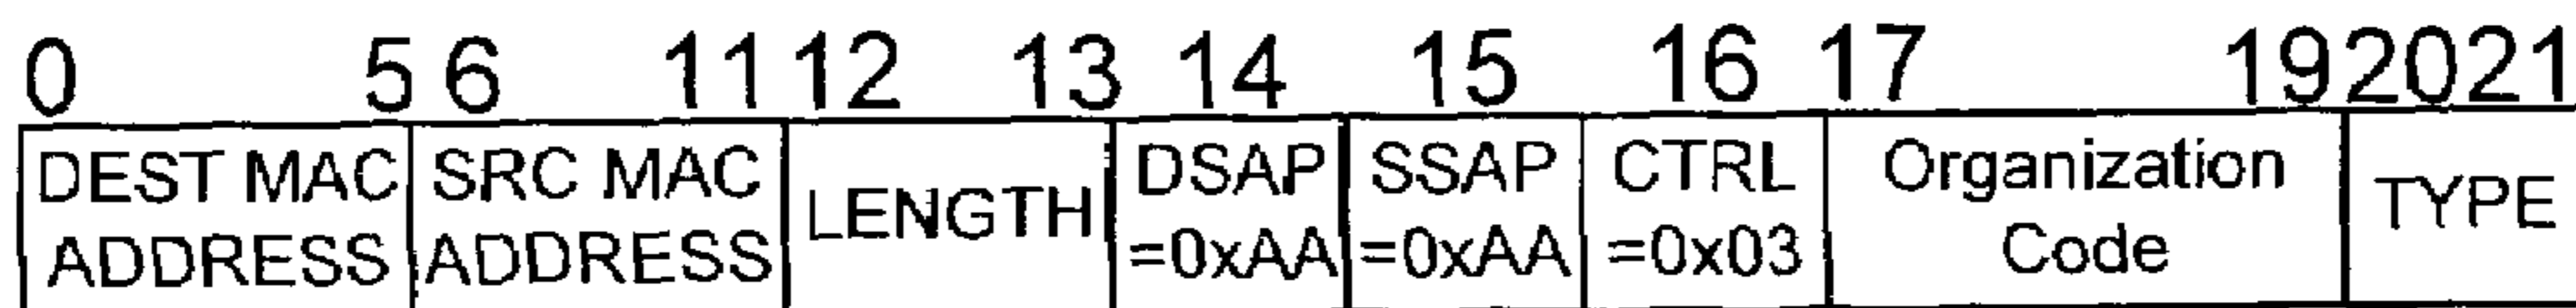 0 5 6 11 12 13 14 15 16 17 19 20 21
DEST MAC ADDRESS
SRC MAC ADDRESS
LENGTH
DSAP =0xAA
SSAP =0xAA
CTRL =0x03
Organization Code
TYPE